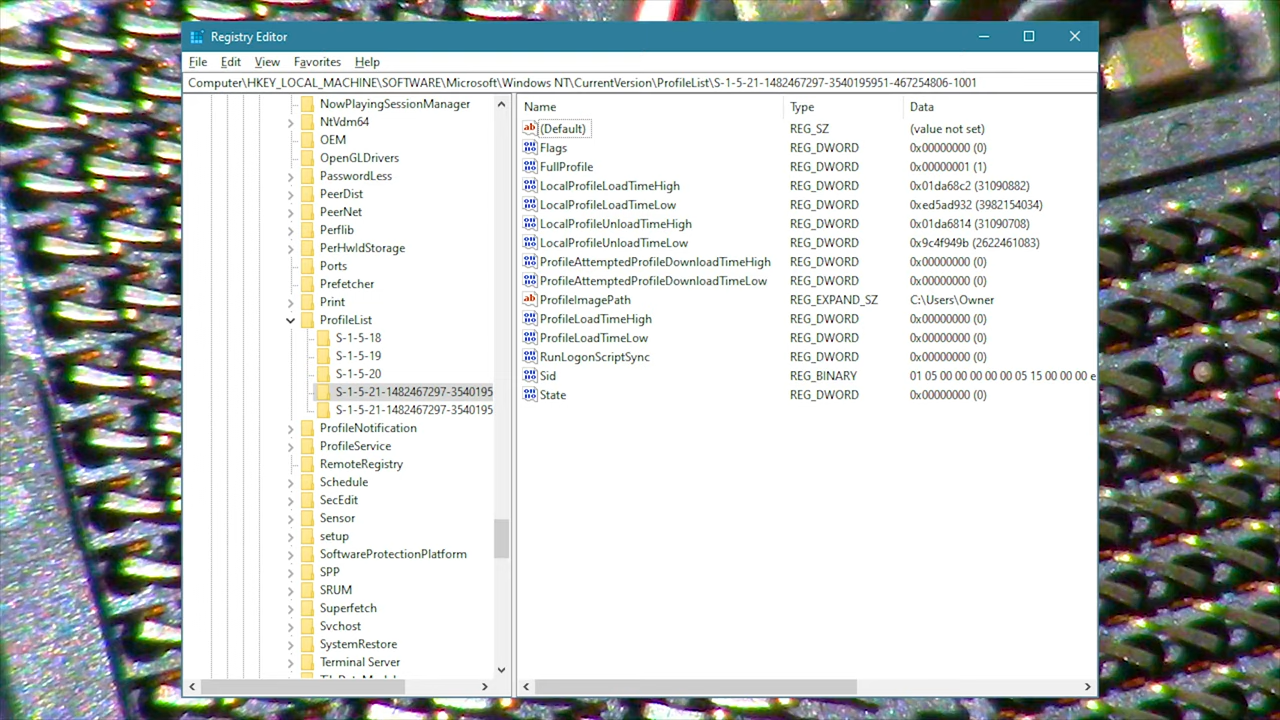 Registry Editor
File Edit View Favorites Help
Computer\HKEY_LOCAL_MACHINE\SOFTWARE\Microsoft\Windows NT\CurrentVersion\ProfileList\S-1-5-21-1482467297-3540195951-467254806-1001
NowPlayingSessionManager
NtVdm64
OEM
OpenGLDrivers
PasswordLess
PeerDist
PeerNet
Perflib
PerHwIdStorage
Ports
Prefetcher
Print
ProfileList
S-1-5-18
S-1-5-19
S-1-5-20
S-1-5-21-1482467297-3540195
S-1-5-21-1482467297-3540195
ProfileNotification
ProfileService
RemoteRegistry
Schedule
SecEdit
Sensor
setup
SoftwareProtectionPlatform
SPP
SRUM
Superfetch
Svchost
SystemRestore
Terminal Server
Name Type Data
(Default) REG_SZ (value not set)
Flags REG_DWORD 0x00000000 (0)
FullProfile REG_DWORD 0x00000001 (1)
LocalProfileLoadTimeHigh REG_DWORD 0x01da68c2 (31090882)
LocalProfileLoadTimeLow REG_DWORD 0xed5ad932 (3982154034)
LocalProfileUnloadTimeHigh REG_DWORD 0x01da6814 (31090708)
LocalProfileUnloadTimeLow REG_DWORD 0x9c4f949b (2622461083)
ProfileAttemptedProfileDownloadTimeHigh REG_DWORD 0x00000000 (0)
ProfileAttemptedProfileDownloadTimeLow REG_DWORD 0x00000000 (0)
ProfileImagePath REG_EXPAND_SZ C:\Users\Owner
ProfileLoadTimeHigh REG_DWORD 0x00000000 (0)
ProfileLoadTimeLow REG_DWORD 0x00000000 (0)
RunLogonScriptSync REG_DWORD 0x00000000 (0)
Sid REG_BINARY 01 05 00 00 00 00 00 05 15 00 00 00 e
State REG_DWORD 0x00000000 (0)